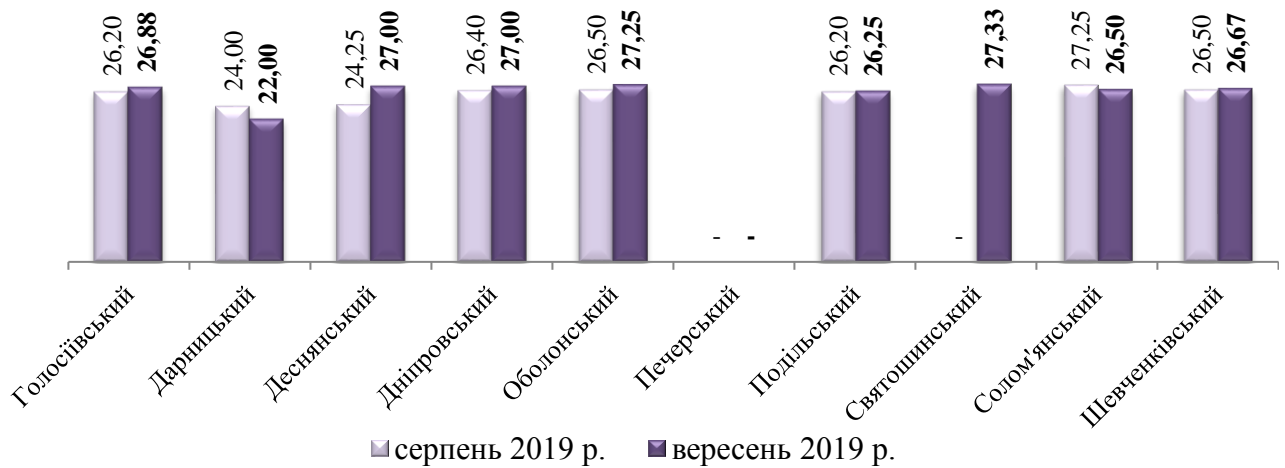 26,20 26,88 24,00 22,00 24,25 27,00 26,40 27,00 26,50 27,25 - - 26,20 26,25 - 27,33 27,25 26,50 26,50 26,67
Голосіївський
Дарницький
Деснянський
Дніпровський
Оболонський
Печерський
Подільський
Святошинський
Солом'янський
Шевченківський
серпень 2019 р. вересень 2019 р.